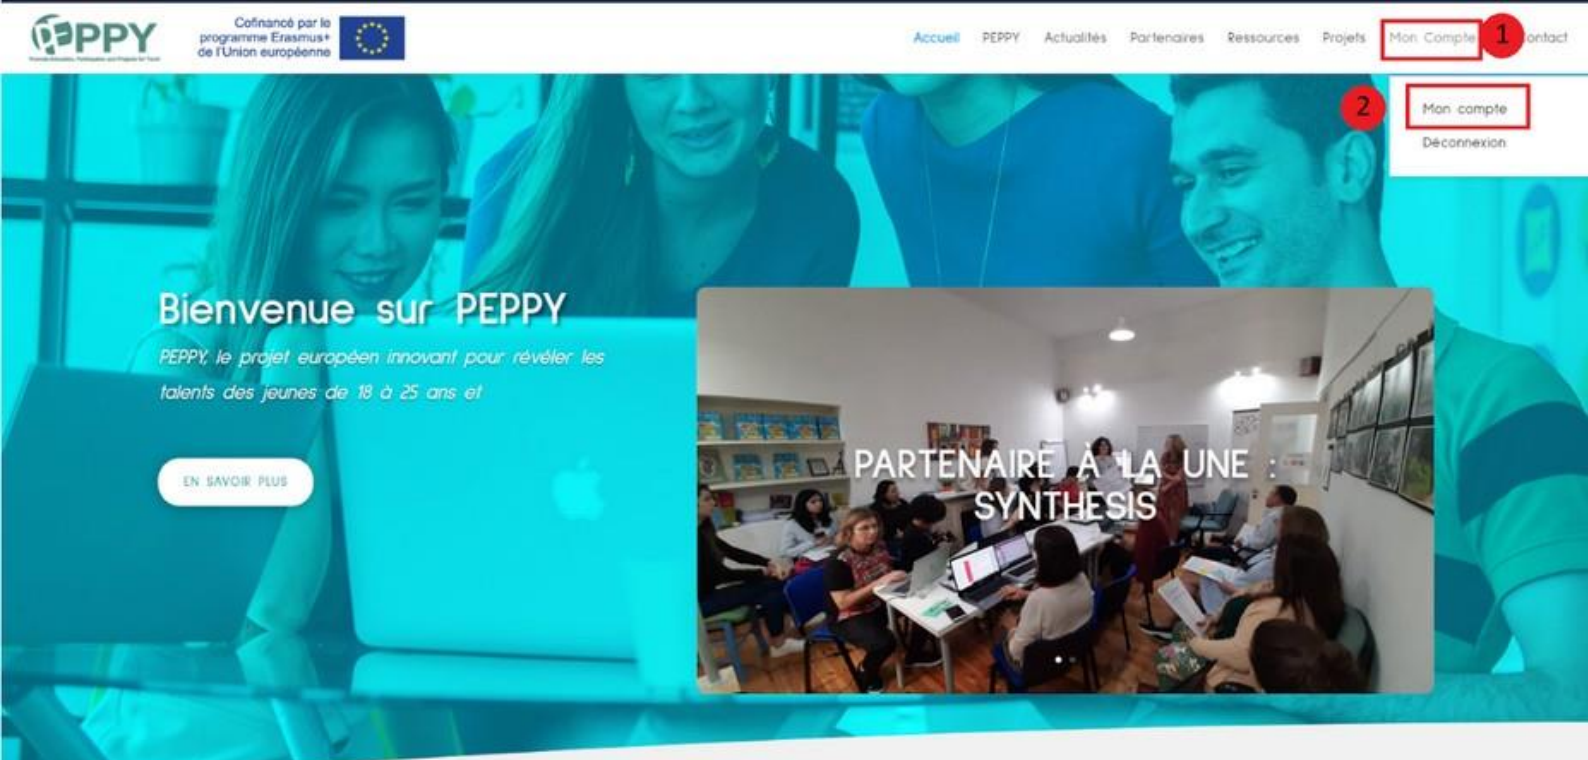 PEPPY
Cofinancé par le
programme Erasmus+
de l'Union européenne
Accueil PEPPY Actualités Partenaires Ressources Projets Mon Compte 1 ontact
2 Mon compte
Déconnexion
Bienvenue sur PEPPY
PEPPY, le projet européen innovant pour révéler les
talents des jeunes de 18 à 25 ans et
EN SAVOIR PLUS
PARTENAIRE À LA UNE :
SYNTHESIS